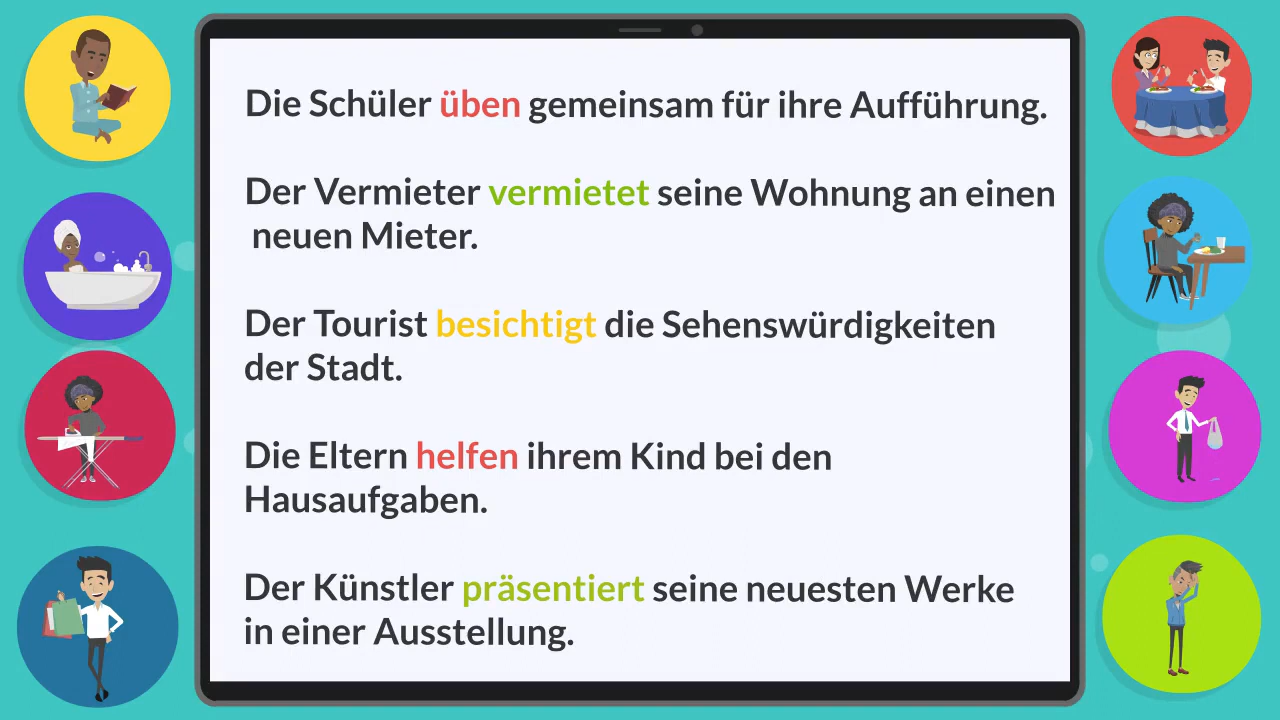 Die Schüler üben gemeinsam für ihre Aufführung.
Der Vermieter vermietet seine Wohnung an einen
neuen Mieter.
Der Tourist besichtigt die Sehenswürdigkeiten
der Stadt.
Die Eltern helfen ihrem Kind bei den
Hausaufgaben.
Der Künstler präsentiert seine neuesten Werke
in einer Ausstellung.